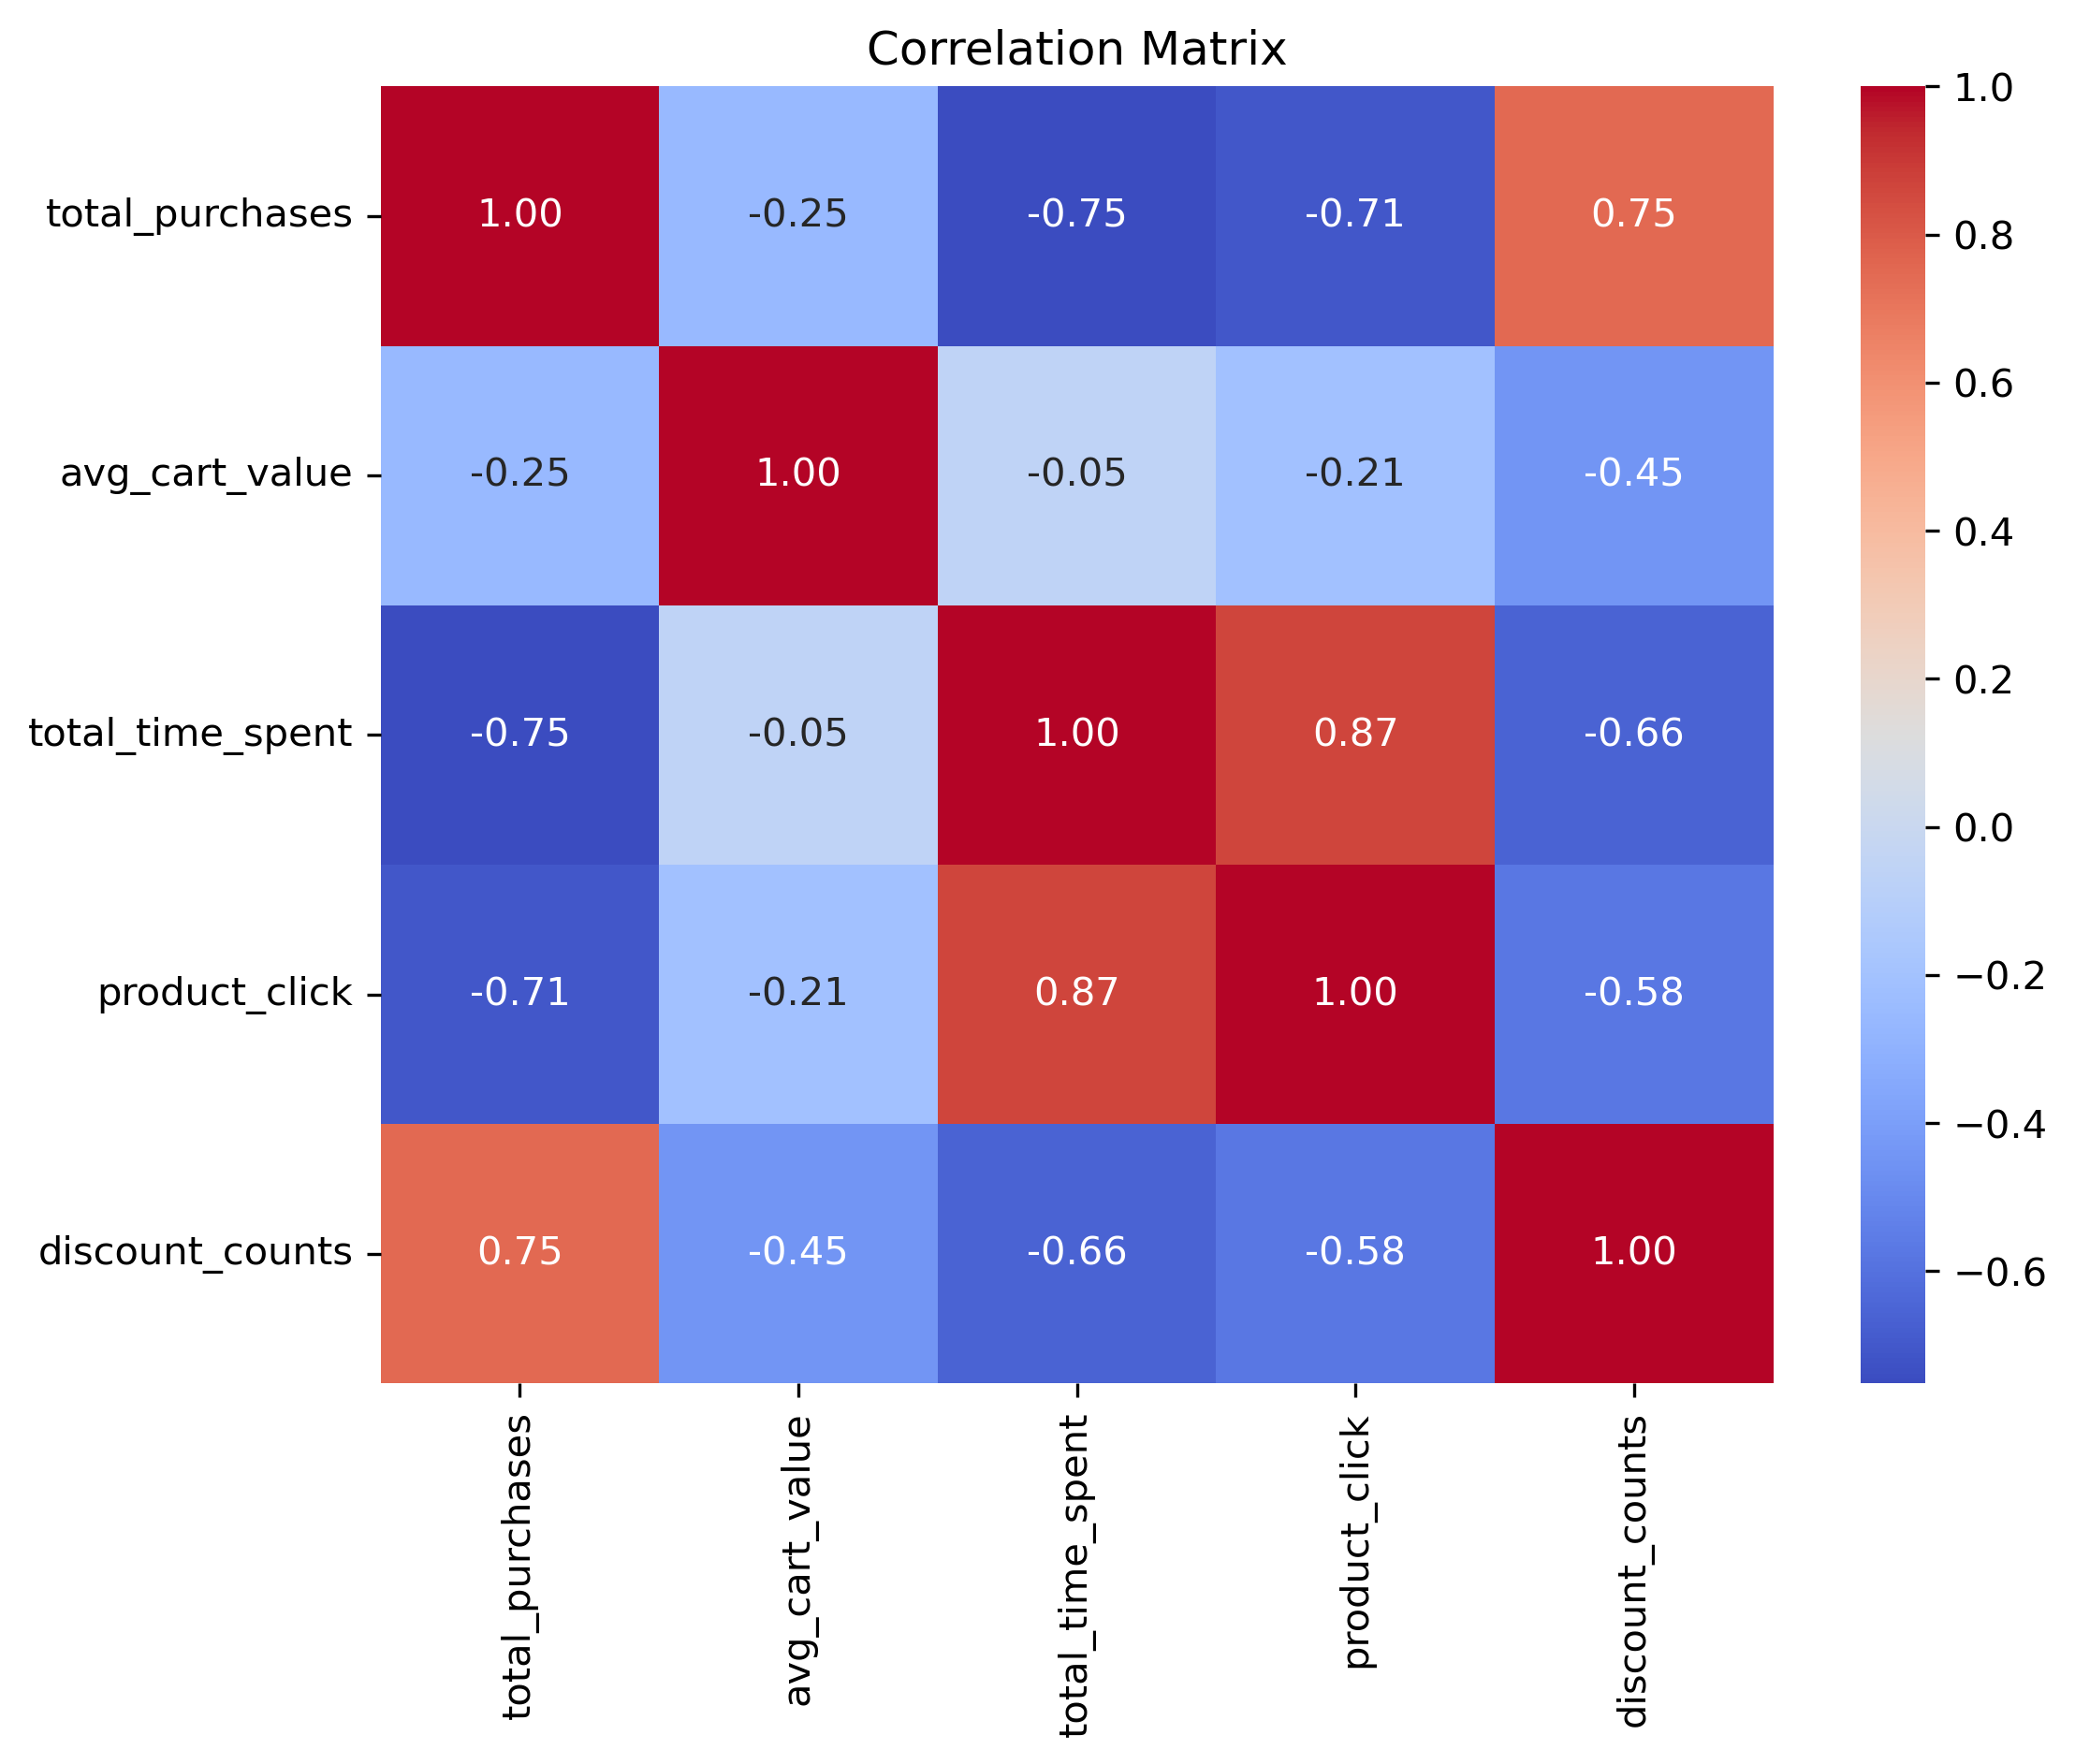 Correlation Matrix
total_purchases 1.00 -0.25 -0.75 -0.71 0.75
avg_cart_value -0.25 1.00 -0.05 -0.21 -0.45
total_time_spent -0.75 -0.05 1.00 0.87 -0.66
product_click -0.71 -0.21 0.87 1.00 -0.58
discount_counts 0.75 -0.45 -0.66 -0.58 1.00
total_purchases
avg_cart_value
total_time_spent
product_click
discount_counts
1.0
0.8
0.6
0.4
0.2
0.0
−0.2
−0.4
−0.6